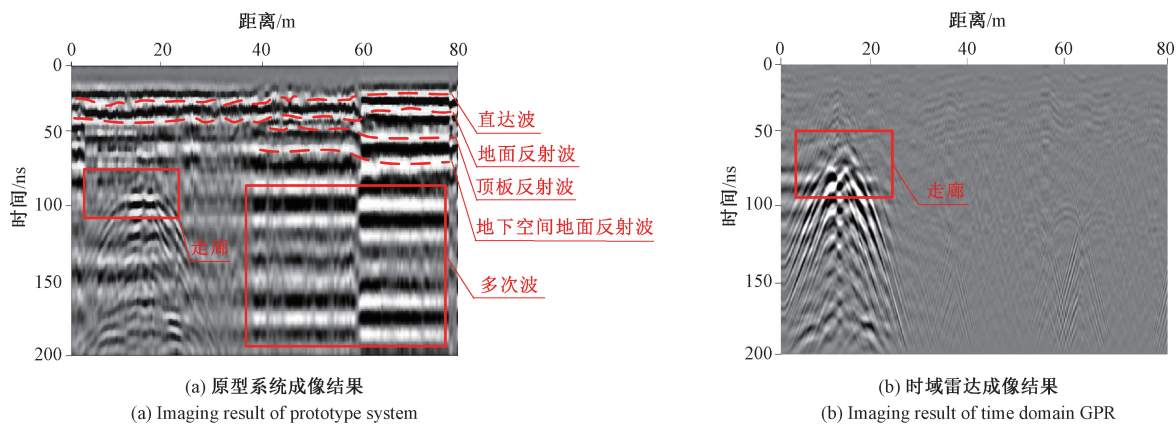 距离/m
0 20 40 60 80
0
50
100
150
200
时间/ns
直达波
地面反射波
顶板反射波
地下空间地面反射波
多次波
走廊
(a) 原型系统成像结果
(a) Imaging result of prototype system
距离/m
0 20 40 60 80
0
50
100
150
200
时间/ns
走廊
(b) 时域雷达成像结果
(b) Imaging result of time domain GPR